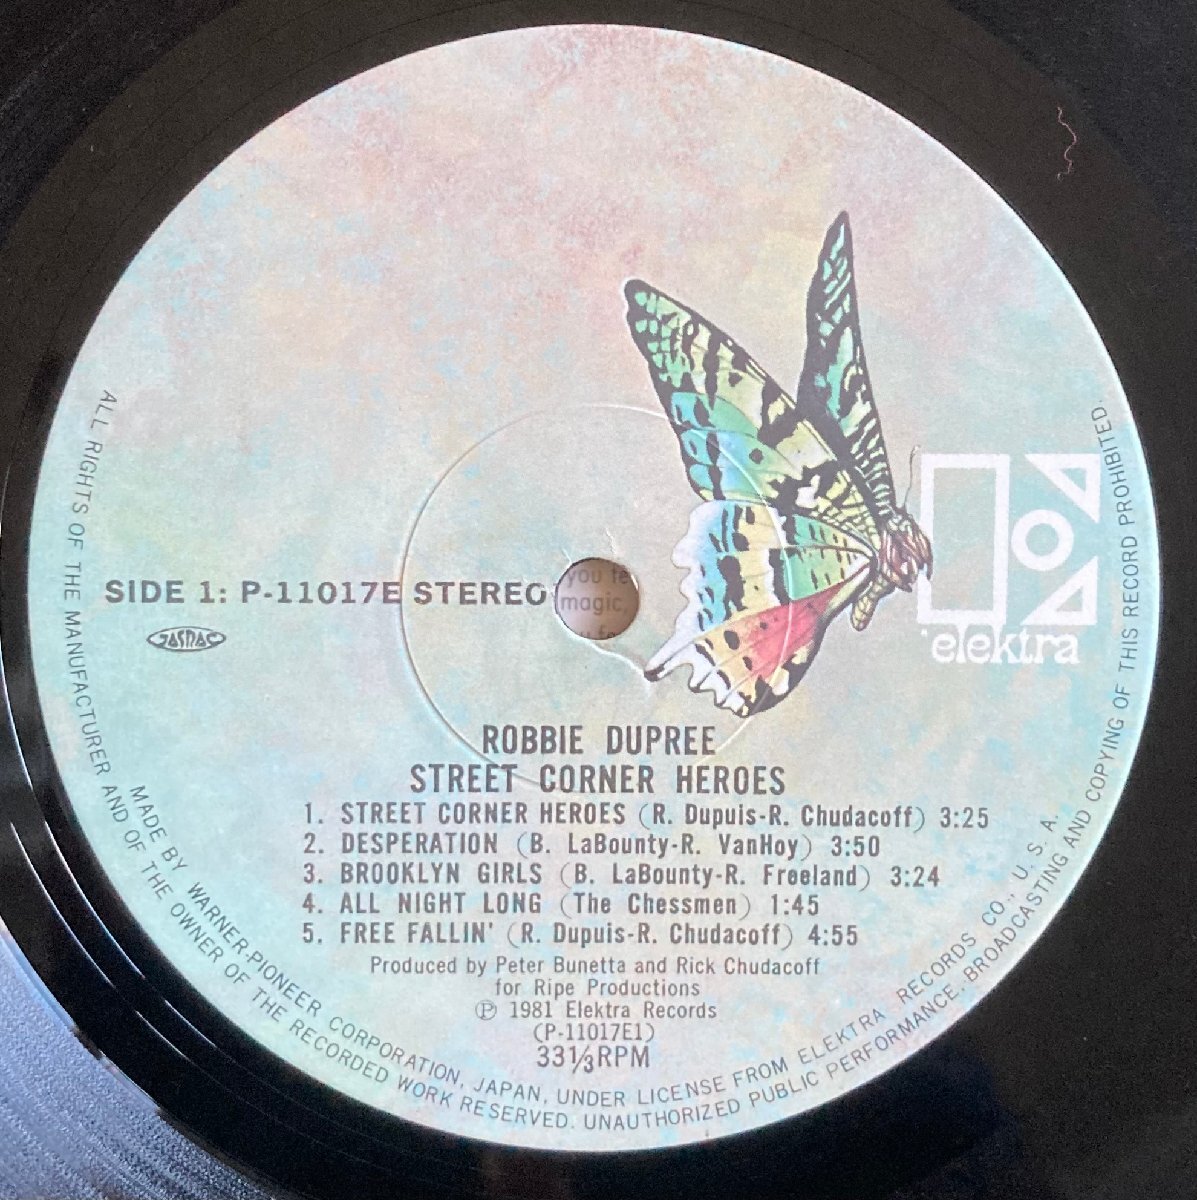 elektra
SIDE 1: P-11017E STEREO
JASRAC
you fe
magic,
u fe
ROBBIE DUPREE
STREET CORNER HEROES
1. STREET CORNER HEROES (R. Dupuis-R. Chudacoff) 3:25
2. DESPERATION (B. LaBounty-R. VanHoy) 3:50
3. BROOKLYN GIRLS (B. LaBounty-R. Freeland) 3:24
4. ALL NIGHT LONG (The Chessmen) 1:45
5. FREE FALLIN' (R. Dupuis-R. Chudacoff) 4:55
Produced by Peter Bunetta and Rick Chudacoff
for Ripe Productions
Ⓟ 1981 Elektra Records
(P-11017E1)
33⅓RPM
MADE BY WARNER-PIONEER CORPORATION, JAPAN, UNDER LICENSE FROM ELEKTRA RECORDS CO., U. S. A.
ALL RIGHTS OF THE MANUFACTURER AND OF THE OWNER OF THE RECORDED WORK RESERVED. UNAUTHORIZED PUBLIC PERFORMANCE. BROADCASTING AND COPYING OF THIS RECORD PROHIBITED.